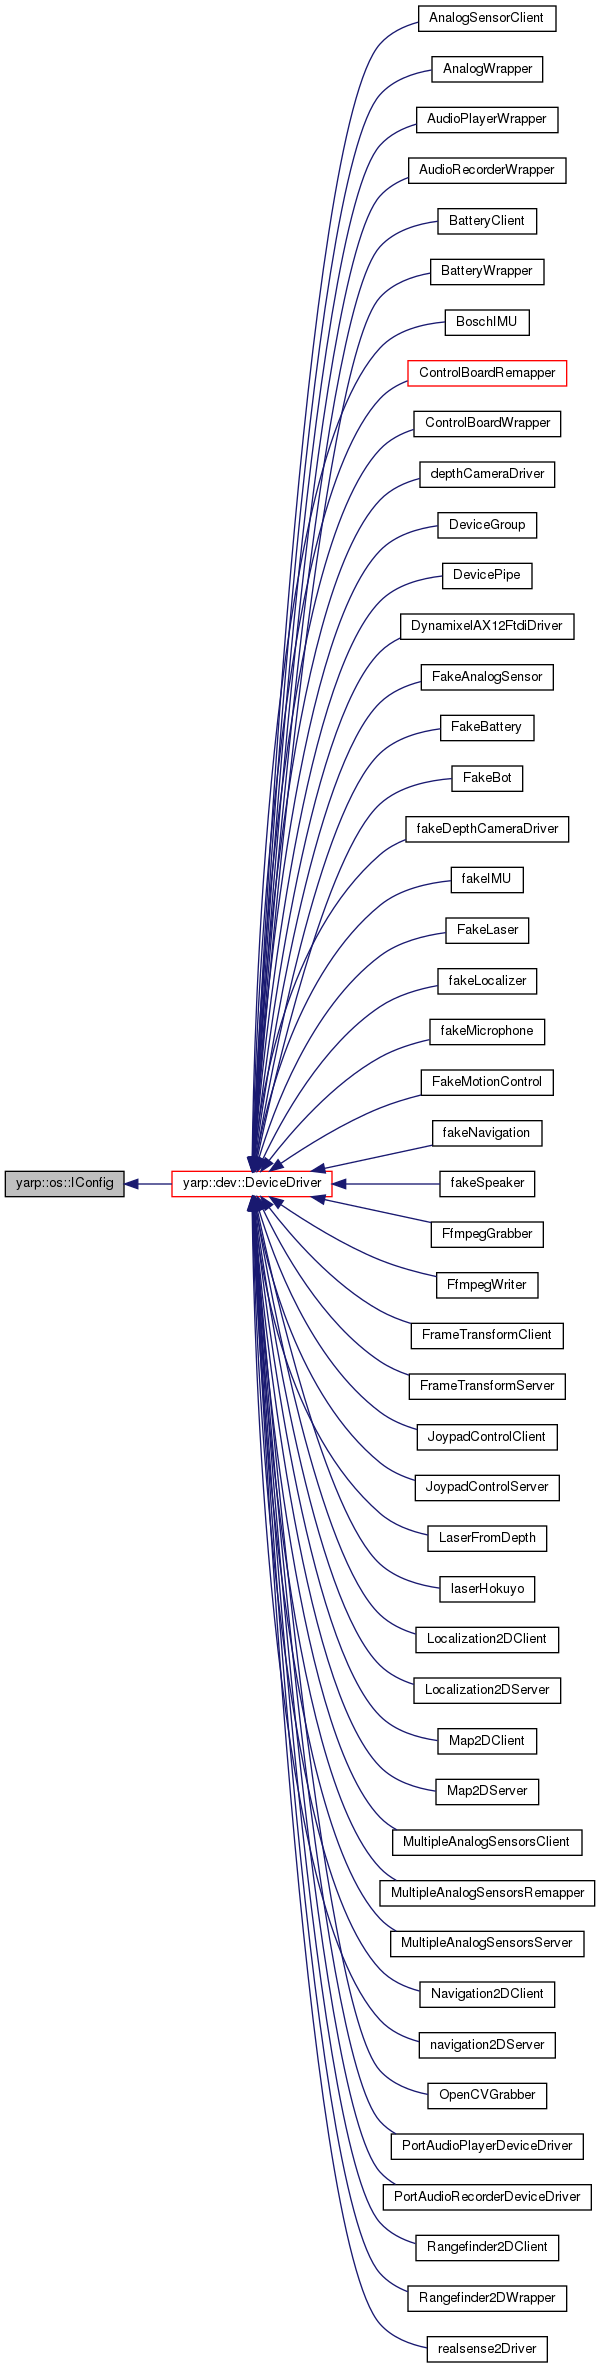 AnalogSensorClient
AnalogWrapper
AudioPlayerWrapper
AudioRecorderWrapper
BatteryClient
BatteryWrapper
BoschIMU
ControlBoardRemapper
ControlBoardWrapper
depthCameraDriver
DeviceGroup
DevicePipe
DynamixelAX12FtdiDriver
FakeAnalogSensor
FakeBattery
FakeBot
fakeDepthCameraDriver
fakeIMU
FakeLaser
fakeLocalizer
fakeMicrophone
FakeMotionControl
fakeNavigation
yarp::os::IConfig
yarp::dev::DeviceDriver
fakeSpeaker
FfmpegGrabber
FfmpegWriter
FrameTransformClient
FrameTransformServer
JoypadControlClient
JoypadControlServer
LaserFromDepth
laserHokuyo
Localization2DClient
Localization2DServer
Map2DClient
Map2DServer
MultipleAnalogSensorsClient
MultipleAnalogSensorsRemapper
MultipleAnalogSensorsServer
Navigation2DClient
navigation2DServer
OpenCVGrabber
PortAudioPlayerDeviceDriver
PortAudioRecorderDeviceDriver
Rangefinder2DClient
Rangefinder2DWrapper
realsense2Driver